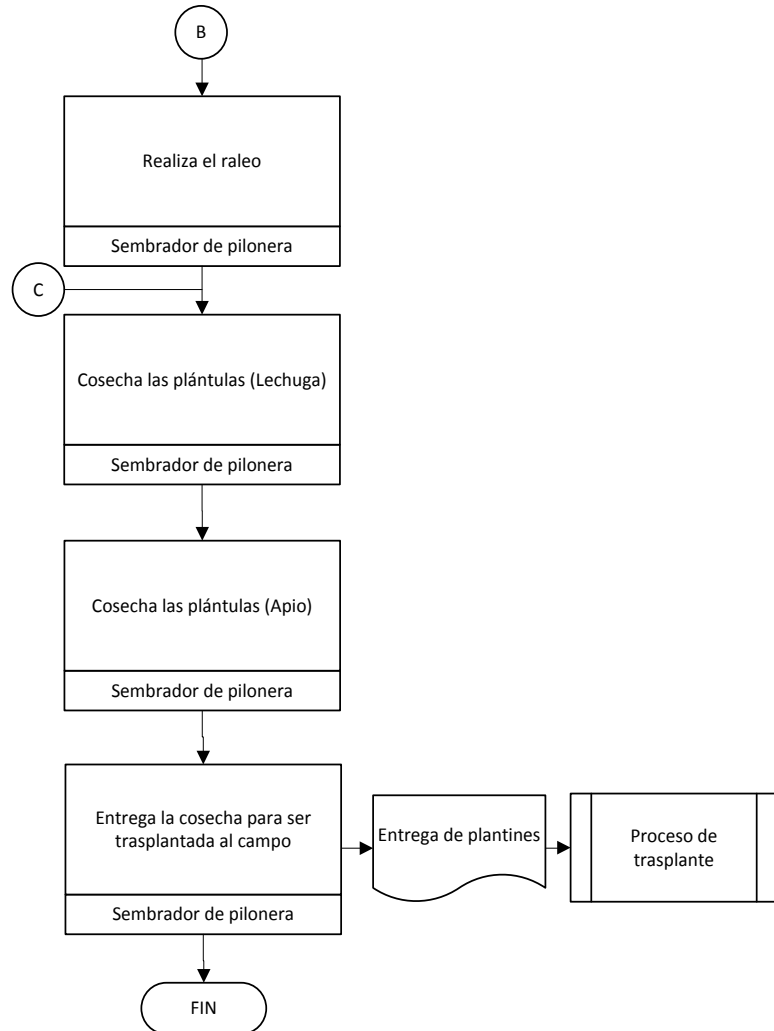 B
Realiza el raleo
Sembrador de pilonera
C
Cosecha las plántulas (Lechuga)
Sembrador de pilonera
Cosecha las plántulas (Apio)
Sembrador de pilonera
Entrega la cosecha para ser
trasplantada al campo
Sembrador de pilonera
Entrega de plantines
Proceso de
trasplante
FIN